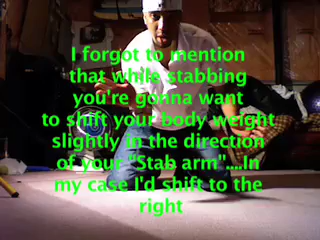 I forgot to mention
that while stabbing
you're gonna want
to shift your body weight
slightly in the direction
of your "Stab arm"....In
my case I'd shift to the
right